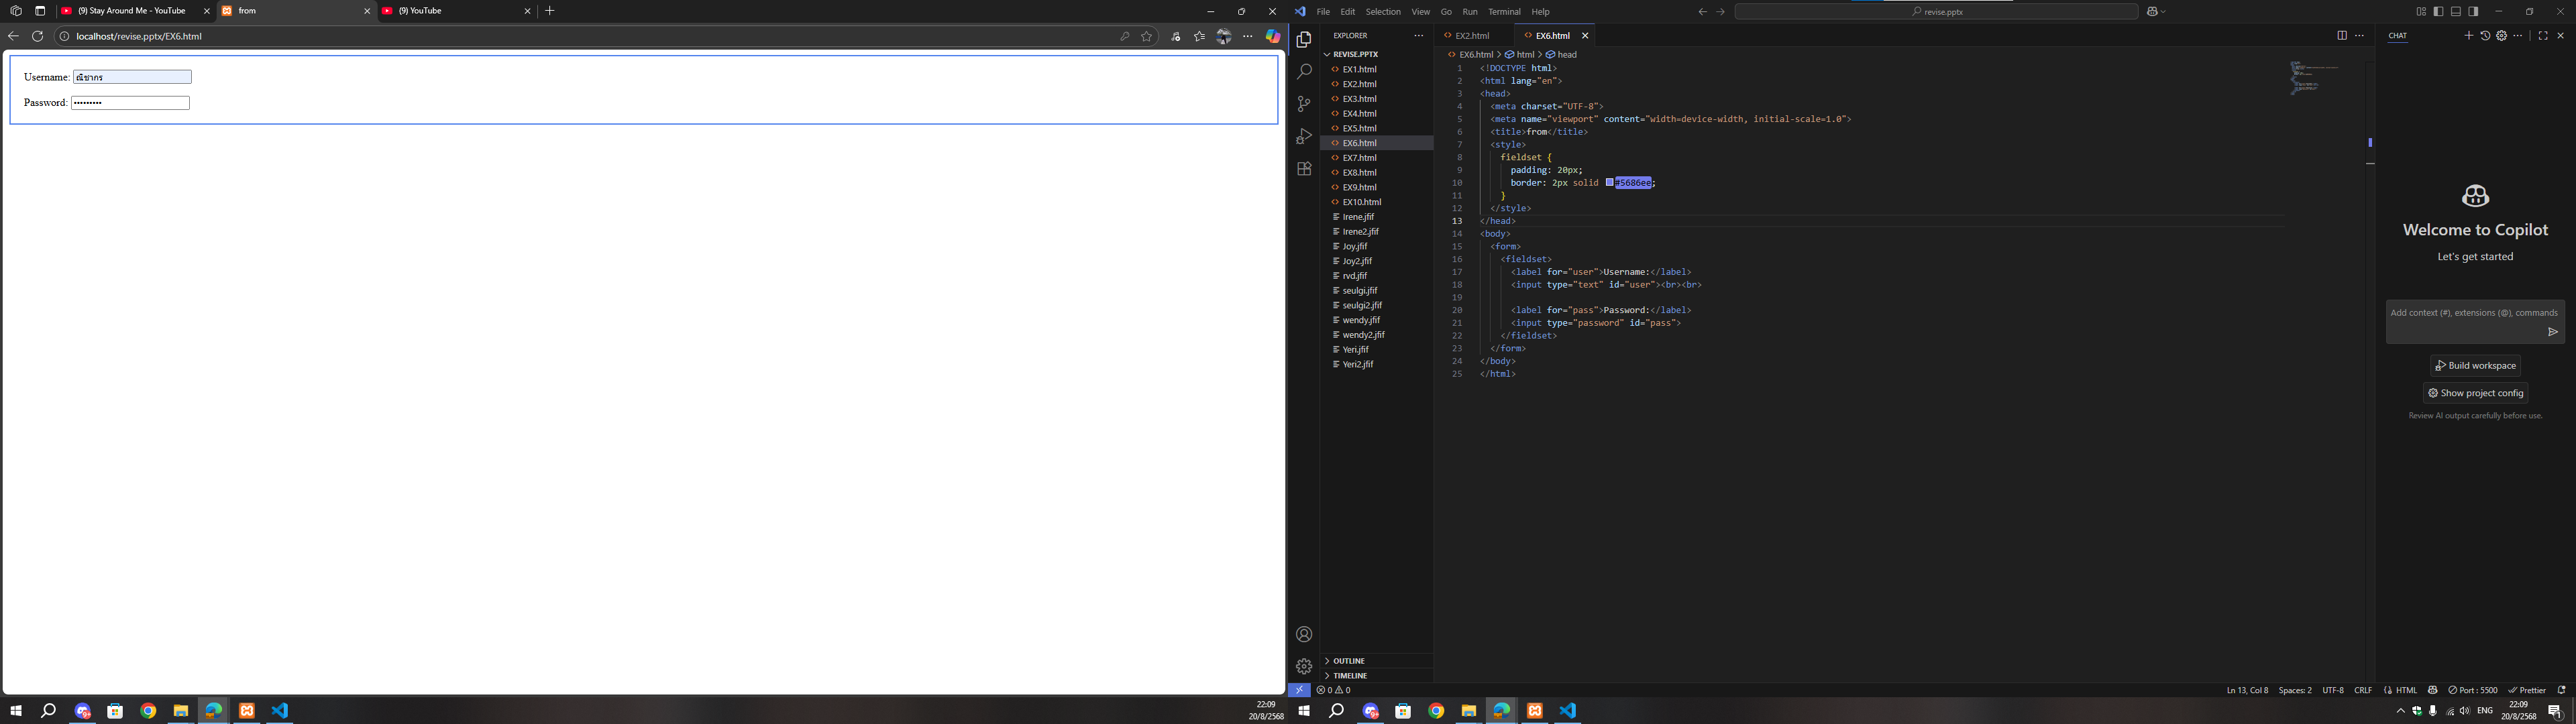 (9) Stay Around Me - YouTube
from
(9) YouTube
localhost/revise.pptx/EX6.html
Username: ณิชากร
Password: •••••••••
22:09
20/8/2568
File Edit Selection View Go Run Terminal Help
revise.pptx
EXPLORER
REVISE.PPTX
EX1.html
EX2.html
EX3.html
EX4.html
EX5.html
EX6.html
EX7.html
EX8.html
EX9.html
EX10.html
Irene.jfif
Irene2.jfif
Joy.jfif
Joy2.jfif
rvd.jfif
seulgi.jfif
seulgi2.jfif
wendy.jfif
wendy2.jfif
Yeri.jfif
Yeri2.jfif
OUTLINE
TIMELINE
EX2.html EX6.html
EX6.html > html > head
1 <!DOCTYPE html>
2 <html lang="en">
3 <head>
4 <meta charset="UTF-8">
5 <meta name="viewport" content="width=device-width, initial-scale=1.0">
6 <title>from</title>
7 <style>
8 fieldset {
9 padding: 20px;
10 border: 2px solid #5686ee;
11 }
12 </style>
13 </head>
14 <body>
15 <form>
16 <fieldset>
17 <label for="user">Username:</label>
18 <input type="text" id="user"><br><br>
19
20 <label for="pass">Password:</label>
21 <input type="password" id="pass">
22 </fieldset>
23 </form>
24 </body>
25 </html>
CHAT
Welcome to Copilot
Let's get started
Add context (#), extensions (@), commands
Build workspace
Show project config
Review AI output carefully before use.
0 0
Ln 13, Col 8 Spaces: 2 UTF-8 CRLF HTML Port : 5500 Prettier
ENG
22:09
20/8/2568